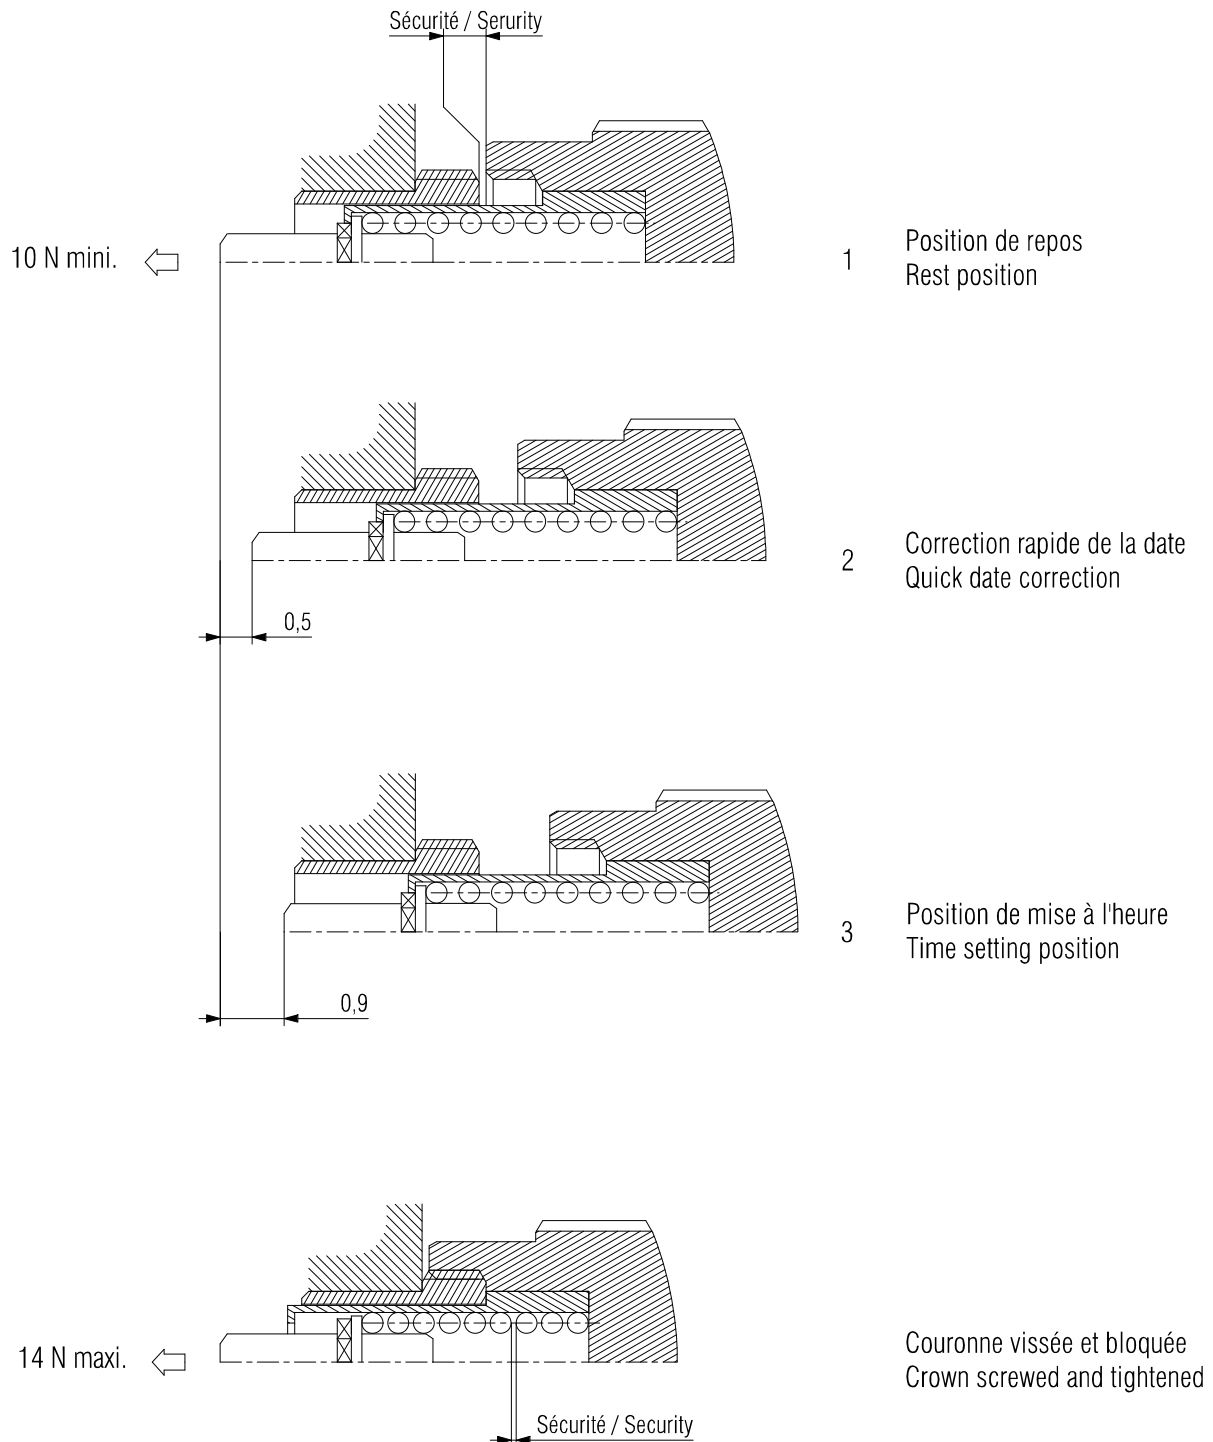 Sécurité / Serurity
10 N mini.
1
Position de repos
Rest position
2
Correction rapide de la date
Quick date correction
0,5
3
Position de mise à l'heure
Time setting position
0,9
14 N maxi.
Couronne vissée et bloquée
Crown screwed and tightened
Sécurité / Security